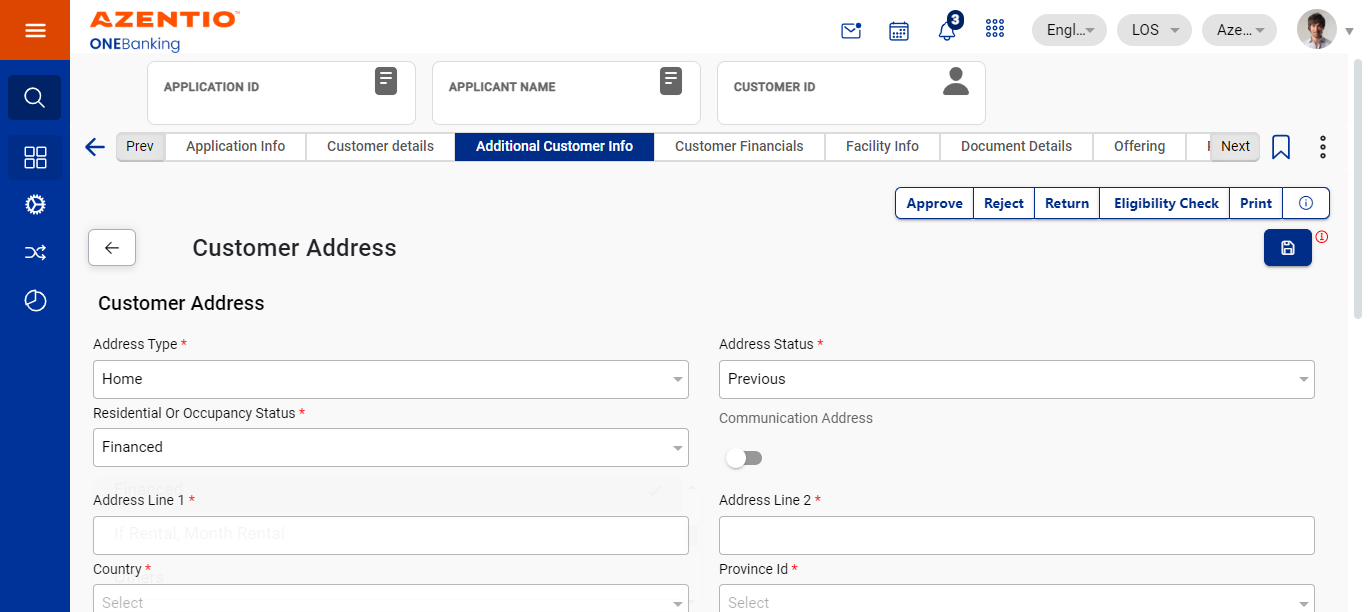 AZENTIO™
ONEBanking
3
Engl...
LOS
Aze...
APPLICATION ID
APPLICANT NAME
CUSTOMER ID
Prev
Application Info
Customer details
Additional Customer Info
Customer Financials
Facility Info
Document Details
Offering
Next
Approve
Reject
Return
Eligibility Check
Print
Customer Address
Customer Address
Address Type *
Address Status *
Home
Previous
Residential Or Occupancy Status *
Communication Address
Financed
Financed
Address Line 1 *
Address Line 2 *
If Rental, Month Rental
Country *
Province Id *
Others
Select
Select